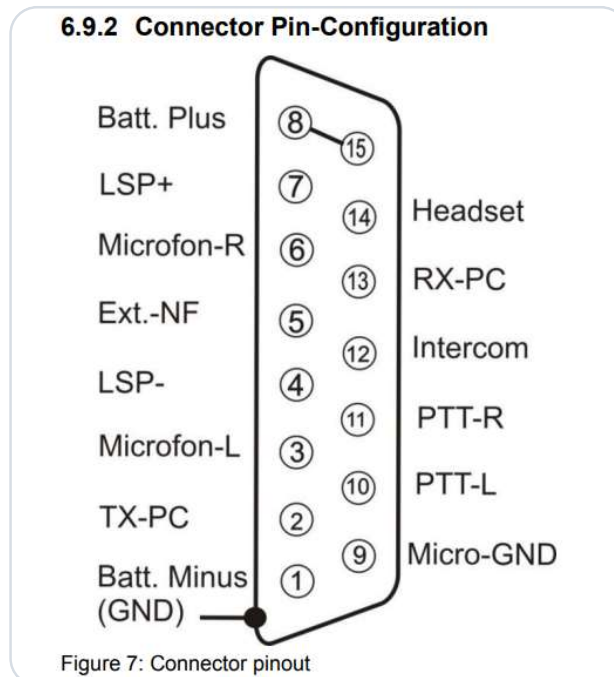 6.9.2 Connector Pin-Configuration
Batt. Plus
8
15
LSP+
7
14
Headset
Microfon-R
6
13
RX-PC
Ext.-NF
5
12
Intercom
LSP-
4
11
PTT-R
Microfon-L
3
10
PTT-L
TX-PC
2
9
Micro-GND
Batt. Minus
(GND)
1
Figure 7: Connector pinout